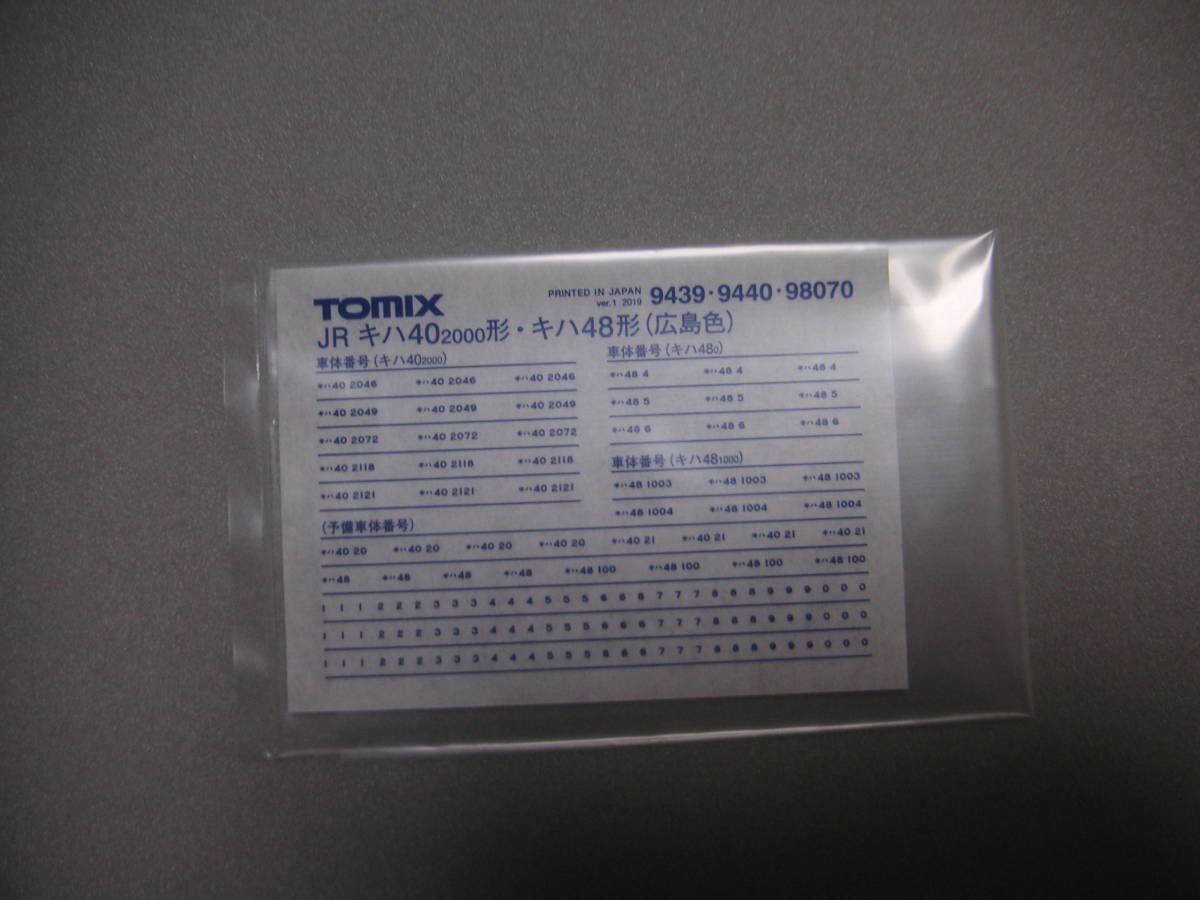 TOMIX
PRINTED IN JAPAN
ver.1 2019
9439・9440・98070
JR キハ40 2000形・キハ48形(広島色)
車体番号(キハ40 2000)
キハ40 2046 キハ40 2046 キハ40 2046
キハ40 2049 キハ40 2049 キハ40 2049
キハ40 2072 キハ40 2072 キハ40 2072
キハ40 2118 キハ40 2118 キハ40 2118
キハ40 2121 キハ40 2121 キハ40 2121
車体番号(キハ48 0)
キハ48 4 キハ48 4 キハ48 4
キハ48 5 キハ48 5 キハ48 5
キハ48 6 キハ48 6 キハ48 6
車体番号(キハ48 1000)
キハ48 1003 キハ48 1003 キハ48 1003
キハ48 1004 キハ48 1004 キハ48 1004
(予備車体番号)
キハ40 20 キハ40 20 キハ40 20 キハ40 20 キハ40 21 キハ40 21 キハ40 21 キハ40 21
キハ48 キハ48 キハ48 キハ48 キハ48 100 キハ48 100 キハ48 100 キハ48 100
1 1 1 2 2 2 3 3 3 4 4 4 5 5 5 6 6 6 7 7 7 8 8 8 9 9 9 0 0 0
1 1 1 2 2 2 3 3 3 4 4 4 5 5 5 6 6 6 7 7 7 8 8 8 9 9 9 0 0 0
1 1 1 2 2 2 3 3 3 4 4 4 5 5 5 6 6 6 7 7 7 8 8 8 9 9 9 0 0 0